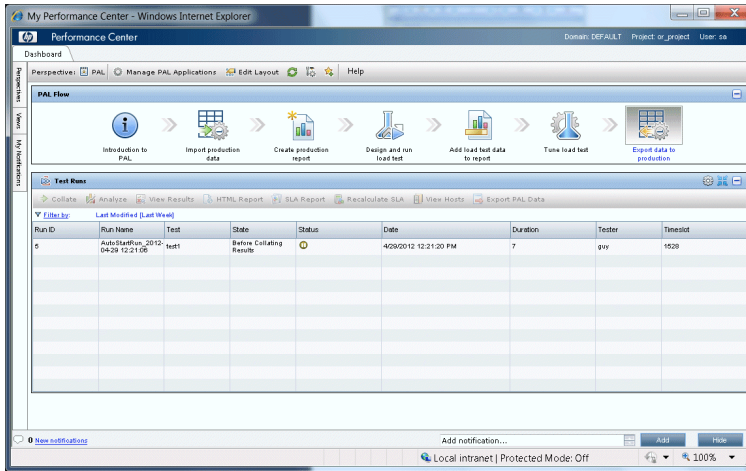 My Performance Center - Windows Internet Explorer
hp Performance Center Domain: DEFAULT Project: or_project User: sa
Dashboard
Perspective: PAL Manage PAL Applications Edit Layout Help
Perspectives
Views
My Notifications
PAL Flow
Introduction to PAL
Import production data
Create production report
Design and run load test
Add load test data to report
Tune load test
Export data to production
Test Runs
Collate Analyze View Results HTML Report SLA Report Recalculate SLA View Hosts Export PAL Data
Filter by: Last Modified [Last Week]
Run ID Run Name Test State Status Date Duration Tester Timeslot
5 AutoStartRun_2012-04-29 12:21:06 test1 Before Collating Results 4/29/2012 12:21:20 PM 7 guy 1528
0 New notifications Add notification... Add Hide
Local intranet | Protected Mode: Off 100%